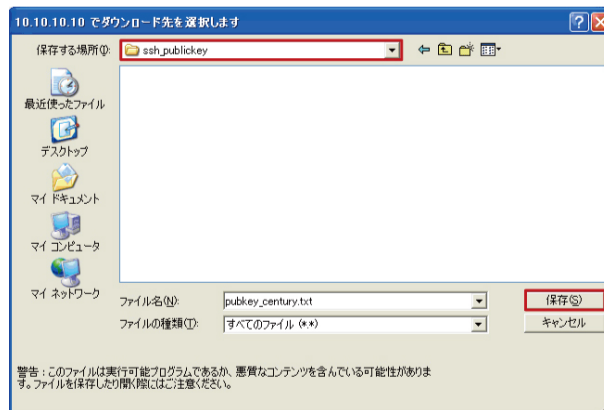 10.10.10.10 でダウンロード先を選択します
保存する場所(I):
ssh_publickey
最近使ったファイル
デスクトップ
マイ ドキュメント
マイ コンピュータ
マイ ネットワーク
ファイル名(N):
pubkey_century.txt
保存(S)
ファイルの種類(T):
すべてのファイル (*.*)
キャンセル
警告 : このファイルは実行可能プログラムであるか、悪質なコンテンツを含んでいる可能性がありま
す。ファイルを保存したり開く際にはご注意ください。